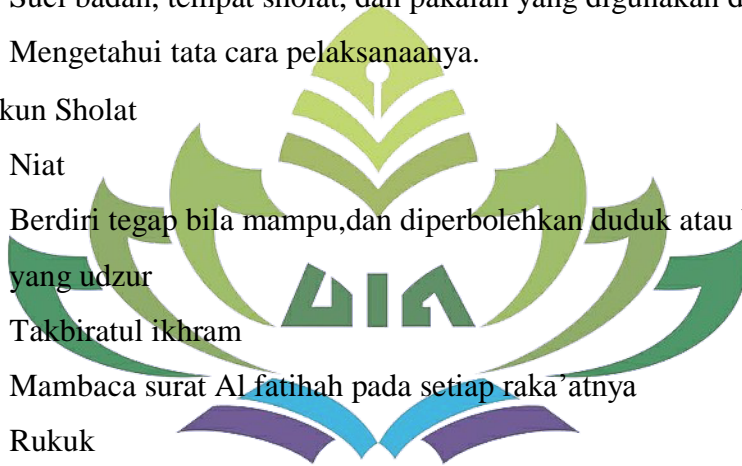 Suci badan, tempat sholat, dan pakaian yang digunakan
Mengetahui tata cara pelaksanaanya.
kun Sholat
Niat
Berdiri tegap bila mampu,dan diperbolehkan duduk atau
yang udzur
UIN
Takbiratul ikhram
Mambaca surat Al fatihah pada setiap raka’atnya
Rukuk